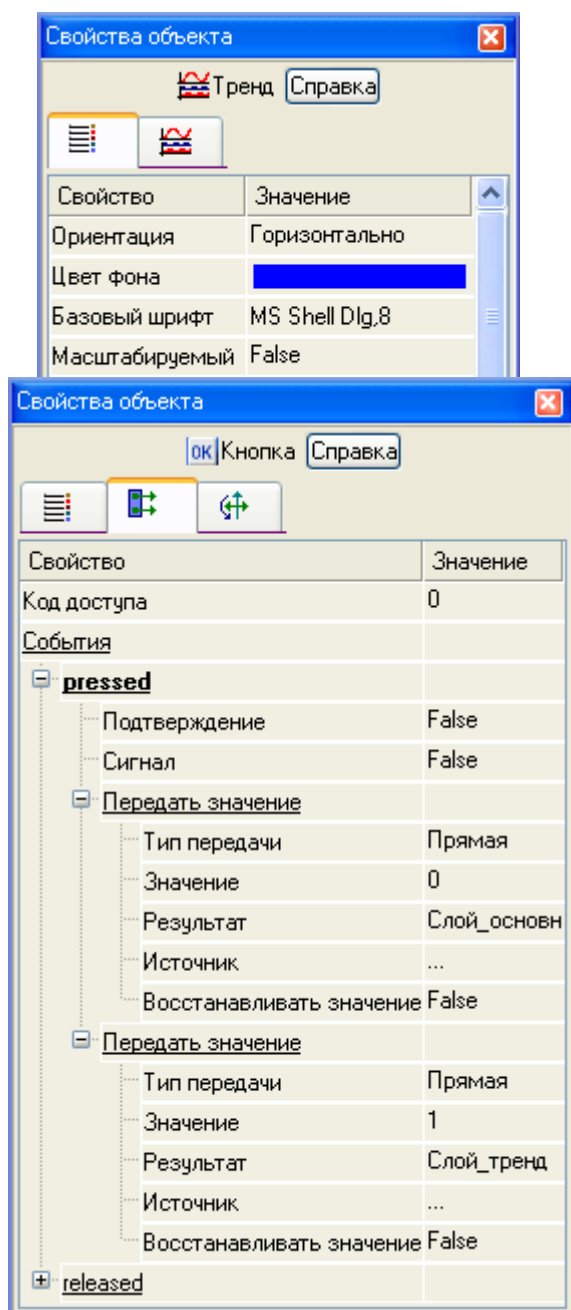 Свойства объекта
Тренд Справка
Свойство Значение
Ориентация Горизонтально
Цвет фона
Базовый шрифт MS Shell Dlg,8
Масштабируемый False
Свойства объекта
ОК Кнопка Справка
Свойство Значение
Код доступа 0
События
pressed
Подтверждение False
Сигнал False
Передать значение
Тип передачи Прямая
Значение 0
Результат Слой_основн
Источник ...
Восстанавливать значение False
Передать значение
Тип передачи Прямая
Значение 1
Результат Слой_тренд
Источник ...
Восстанавливать значение False
released